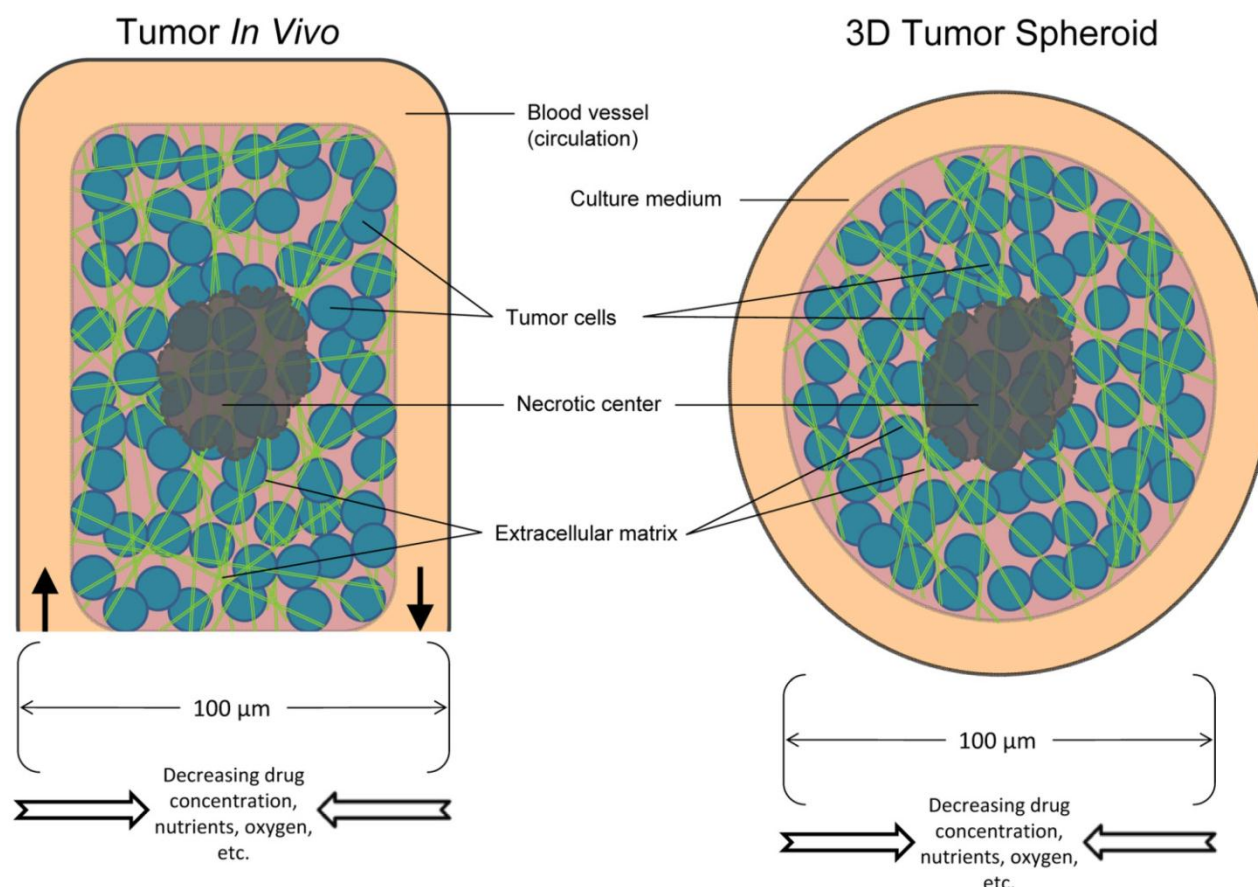 Tumor In Vivo
3D Tumor Spheroid
Blood vessel
(circulation)
Culture medium
Tumor cells
Necrotic center
Extracellular matrix
100 µm
Decreasing drug
concentration,
nutrients, oxygen,
etc.
100 µm
Decreasing drug
concentration,
nutrients, oxygen,
etc.